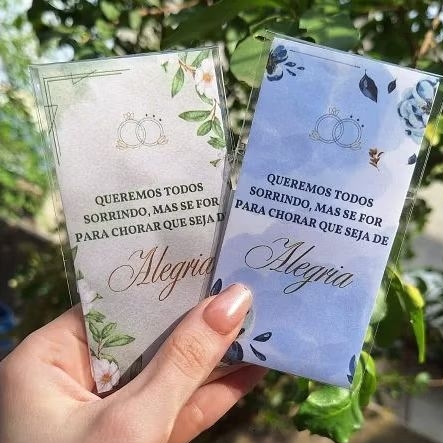 QUEREMOS TODOS
SORRINDO, MAS SE FOR
PARA CHORAR QUE SEJA D
Alegria
QUEREMOS TODOS
SORRINDO, MAS SE FOR
PARA CHORAR QUE SEJA DE
Alegria